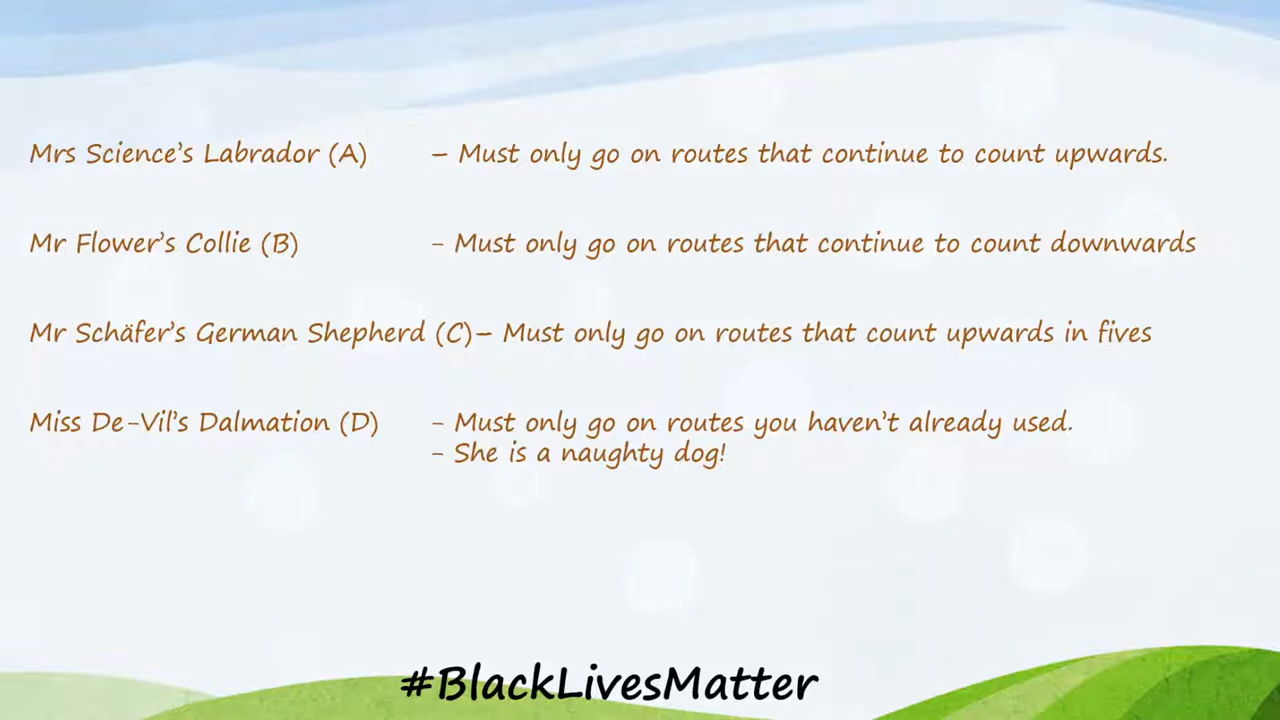 Mrs Science's Labrador (A) – Must only go on routes that continue to count upwards.
Mr Flower's Collie (B) - Must only go on routes that continue to count downwards
Mr Schäfer's German Shepherd (C)– Must only go on routes that count upwards in fives
Miss De-Vil's Dalmation (D) - Must only go on routes you haven't already used.
- She is a naughty dog!
#BlackLivesMatter